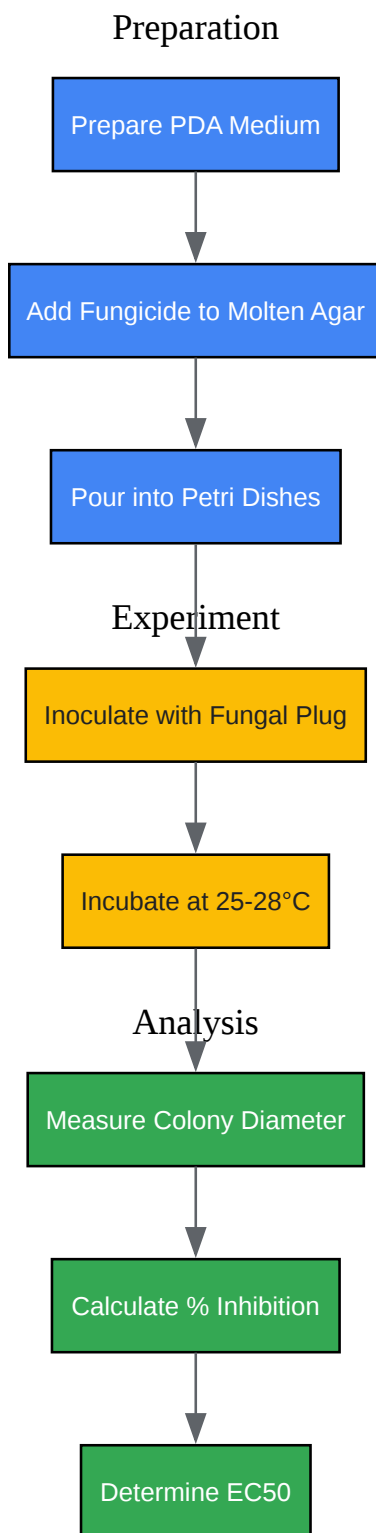 Preparation
Prepare PDA Medium
Add Fungicide to Molten Agar
Pour into Petri Dishes
Experiment
Inoculate with Fungal Plug
Incubate at 25-28°C
Analysis
Measure Colony Diameter
Calculate % Inhibition
Determine EC50